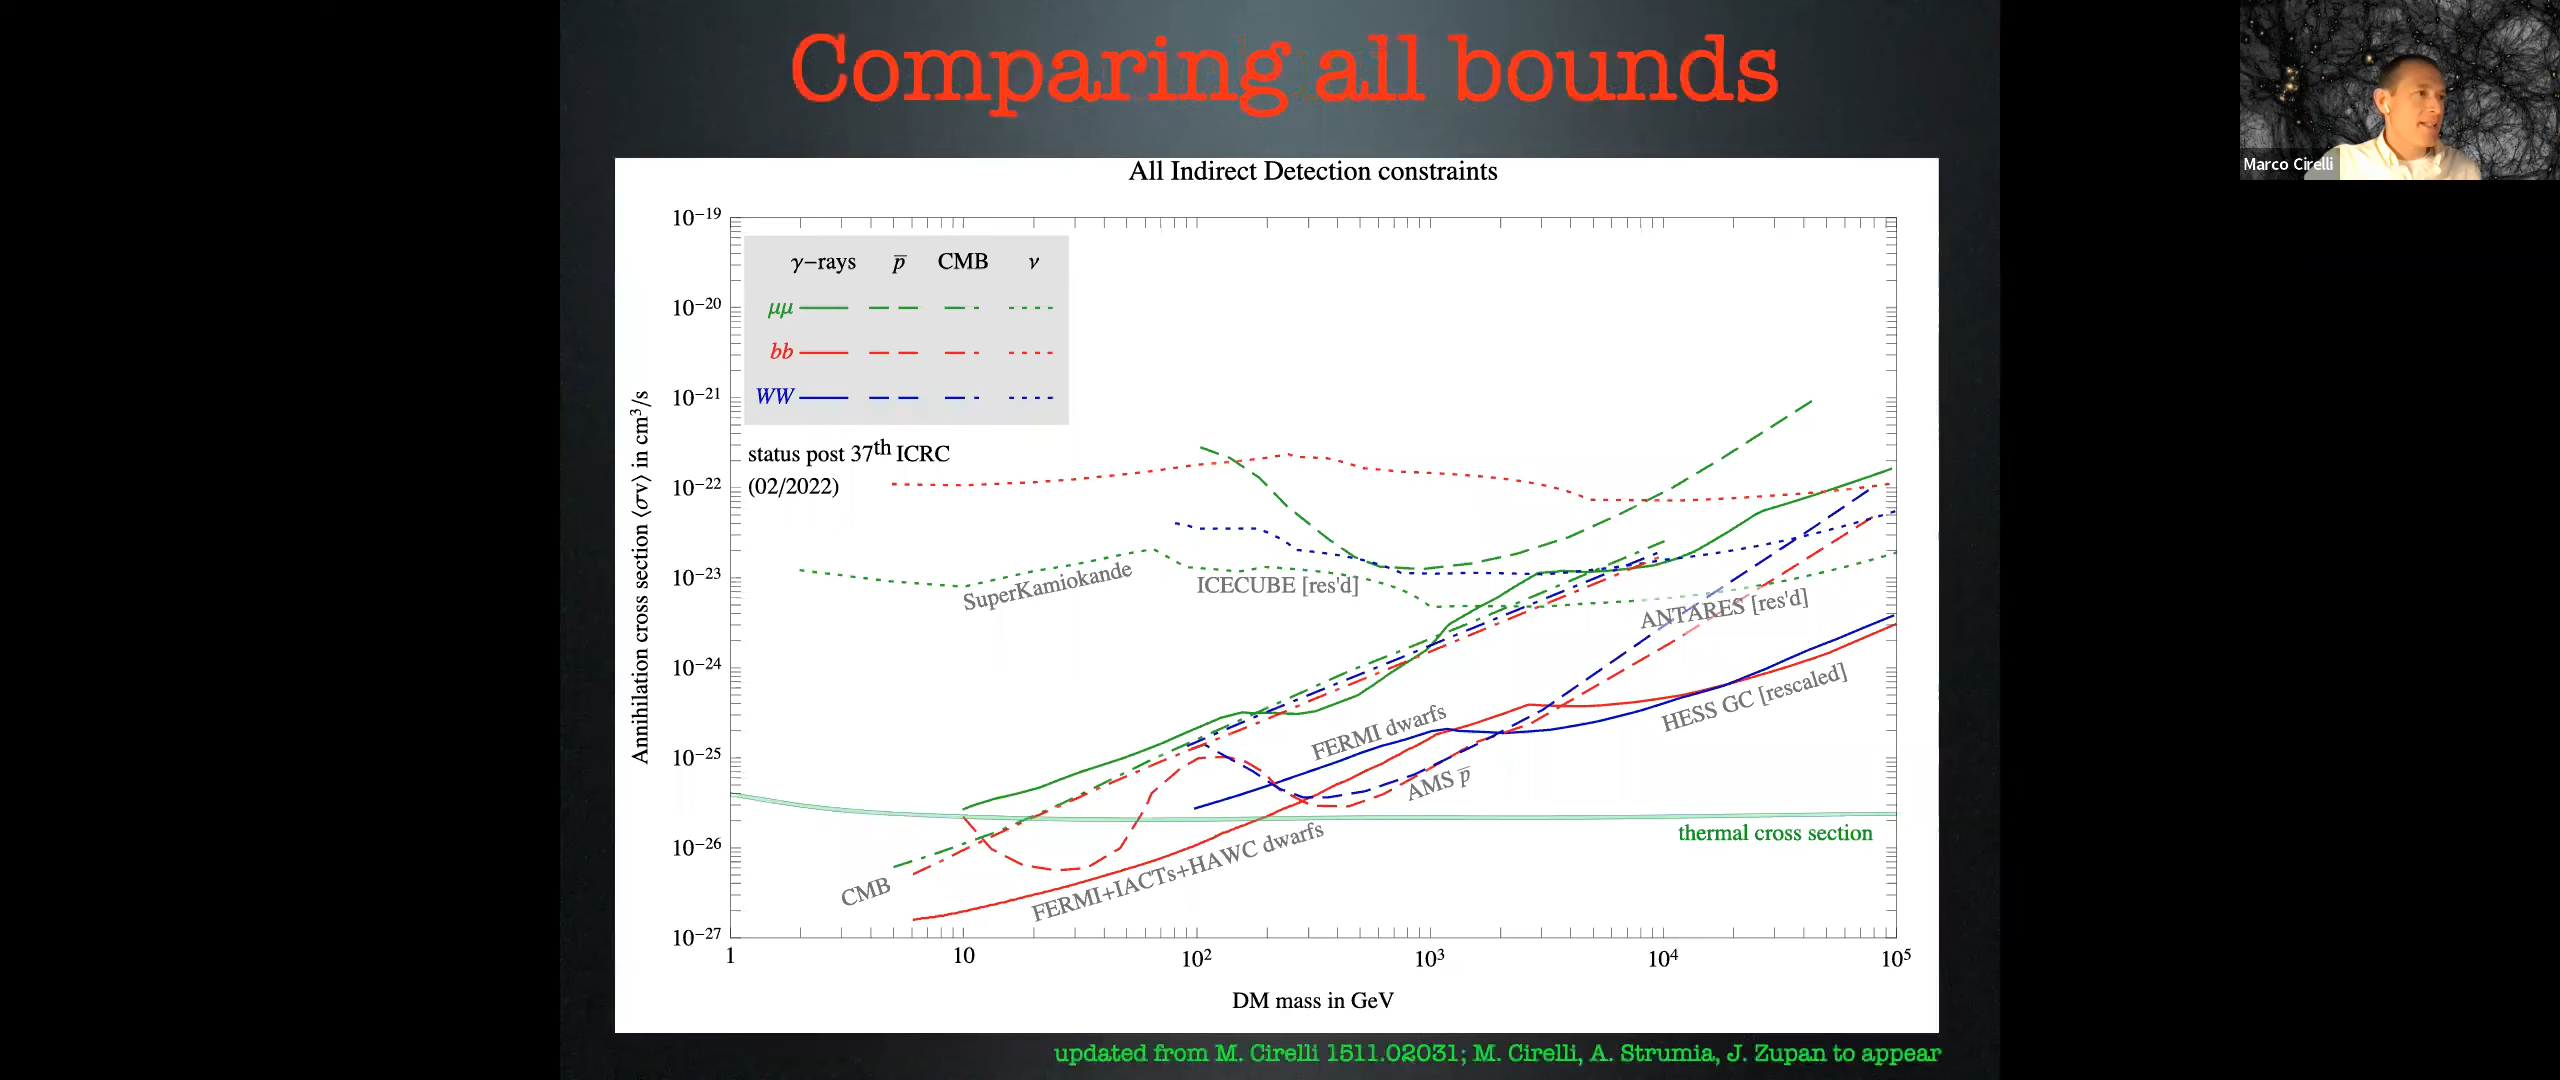 Comparing all bounds
Marco Cirelli
All Indirect Detection constraints
10⁻¹⁹
10⁻²⁰
10⁻²¹
10⁻²²
10⁻²³
10⁻²⁴
10⁻²⁵
10⁻²⁶
10⁻²⁷
Annihilation cross section ⟨σv⟩ in cm³/s
γ−rays p̅ CMB ν
μμ
bb
WW
status post 37th ICRC
(02/2022)
SuperKamiokande
ICECUBE [res'd]
ANTARES [res'd]
HESS GC [rescaled]
FERMI dwarfs
AMS p̅
FERMI+IACTs+HAWC dwarfs
CMB
thermal cross section
1 10 10² 10³ 10⁴ 10⁵
DM mass in GeV
updated from M. Cirelli 1511.02031; M. Cirelli, A. Strumia, J. Zupan to appear